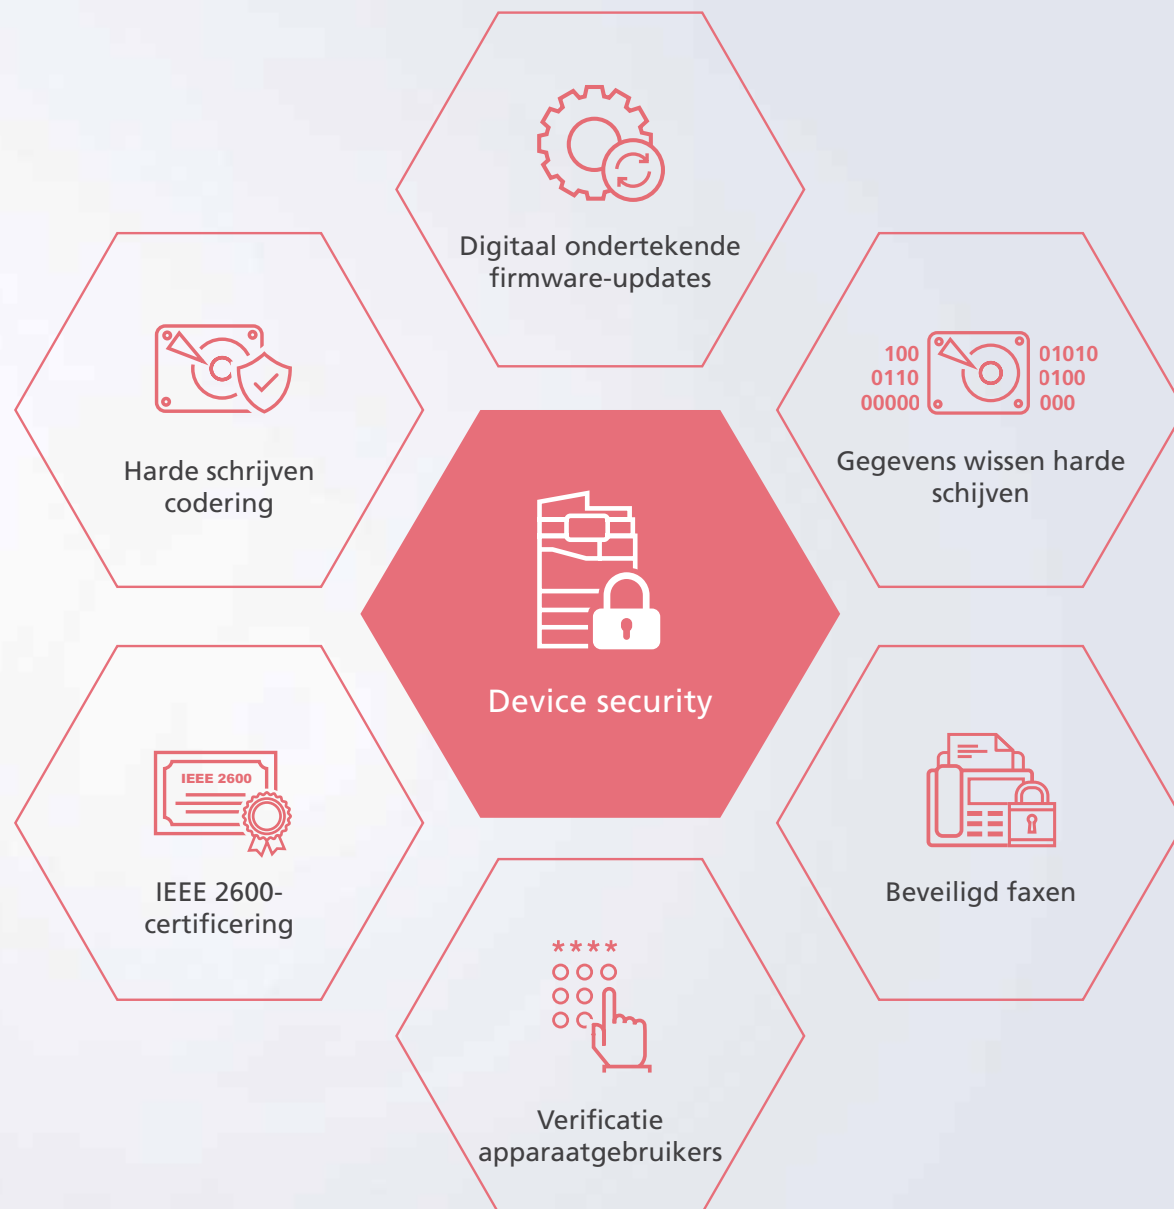 Digitaal ondertekende
firmware-updates
Harde schrijven
codering
100
0110
00000
01010
0100
000
Gegevens wissen harde
schijven
Device security
IEEE 2600
IEEE 2600-
certificering
Beveiligd faxen
****
Verificatie
apparaatgebruikers